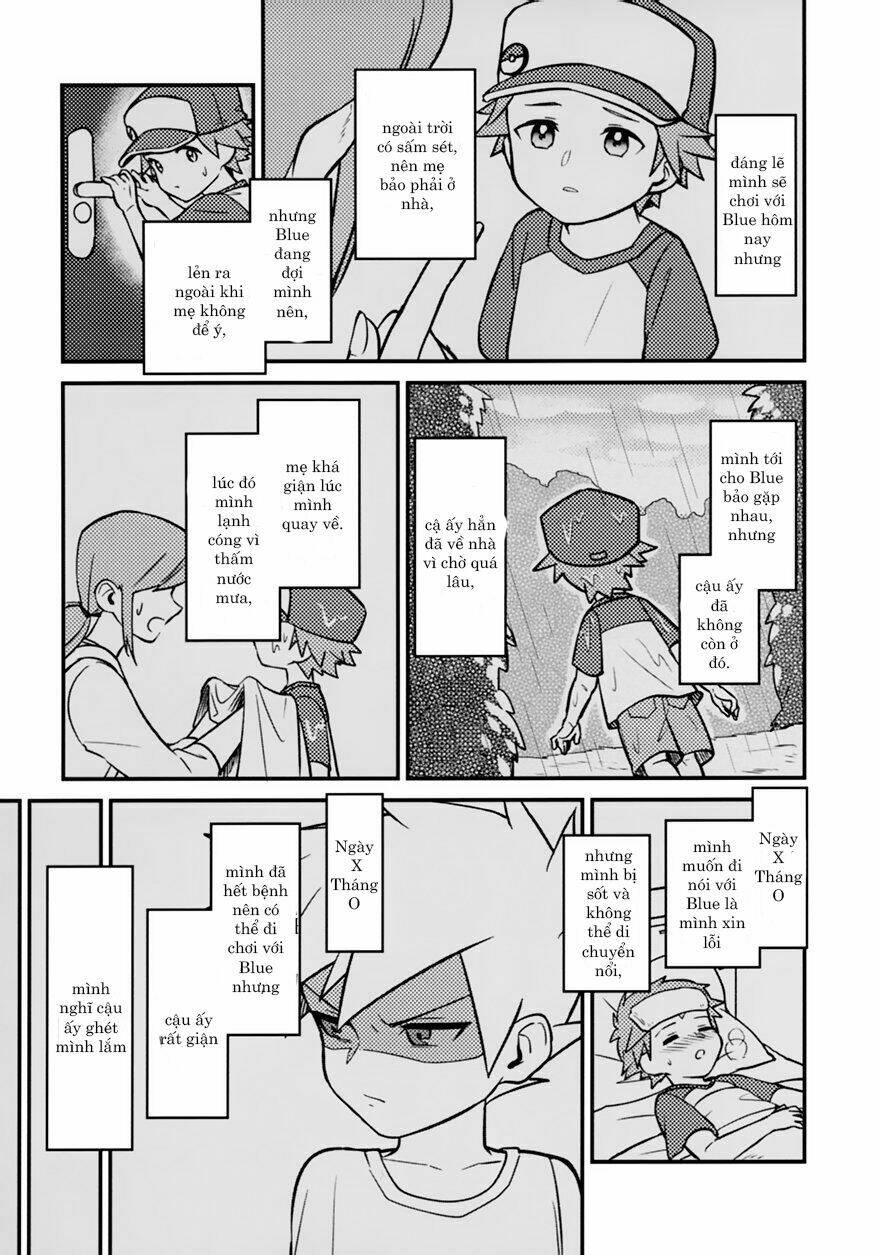 đáng lẽ
mình sẽ
chơi với
Blue hôm
nay
nhưng
ngoài trời
có sấm sét,
nên mẹ
bảo phải ở
nhà,
nhưng
Blue
đang
đợi
mình
nên,
lẻn ra
ngoài khi
mẹ không
để ý,
mình tới
cho Blue
bảo gặp
nhau,
nhưng
cậu ấy
đã
không
còn ở
đó.
cậ ấy hẳn
đã về nhà
vì chờ quá
lâu,
mẹ khá
giận lúc
mình
quay về.
lúc đó
mình
lạnh
cóng vì
thấm
nước
mưa,
Ngày
X
Tháng
O
mình
muốn đi
nói với
Blue là
mình xin
lỗi
nhưng
mình bị
sốt và
không
thể di
chuyển
nổi,
Ngày
X
Tháng
O
mình đã
hết bệnh
nên có
thể đi
chơi với
Blue
nhưng
cậu ấy
rất giận
mình
nghĩ cậu
ấy ghét
mình lắm